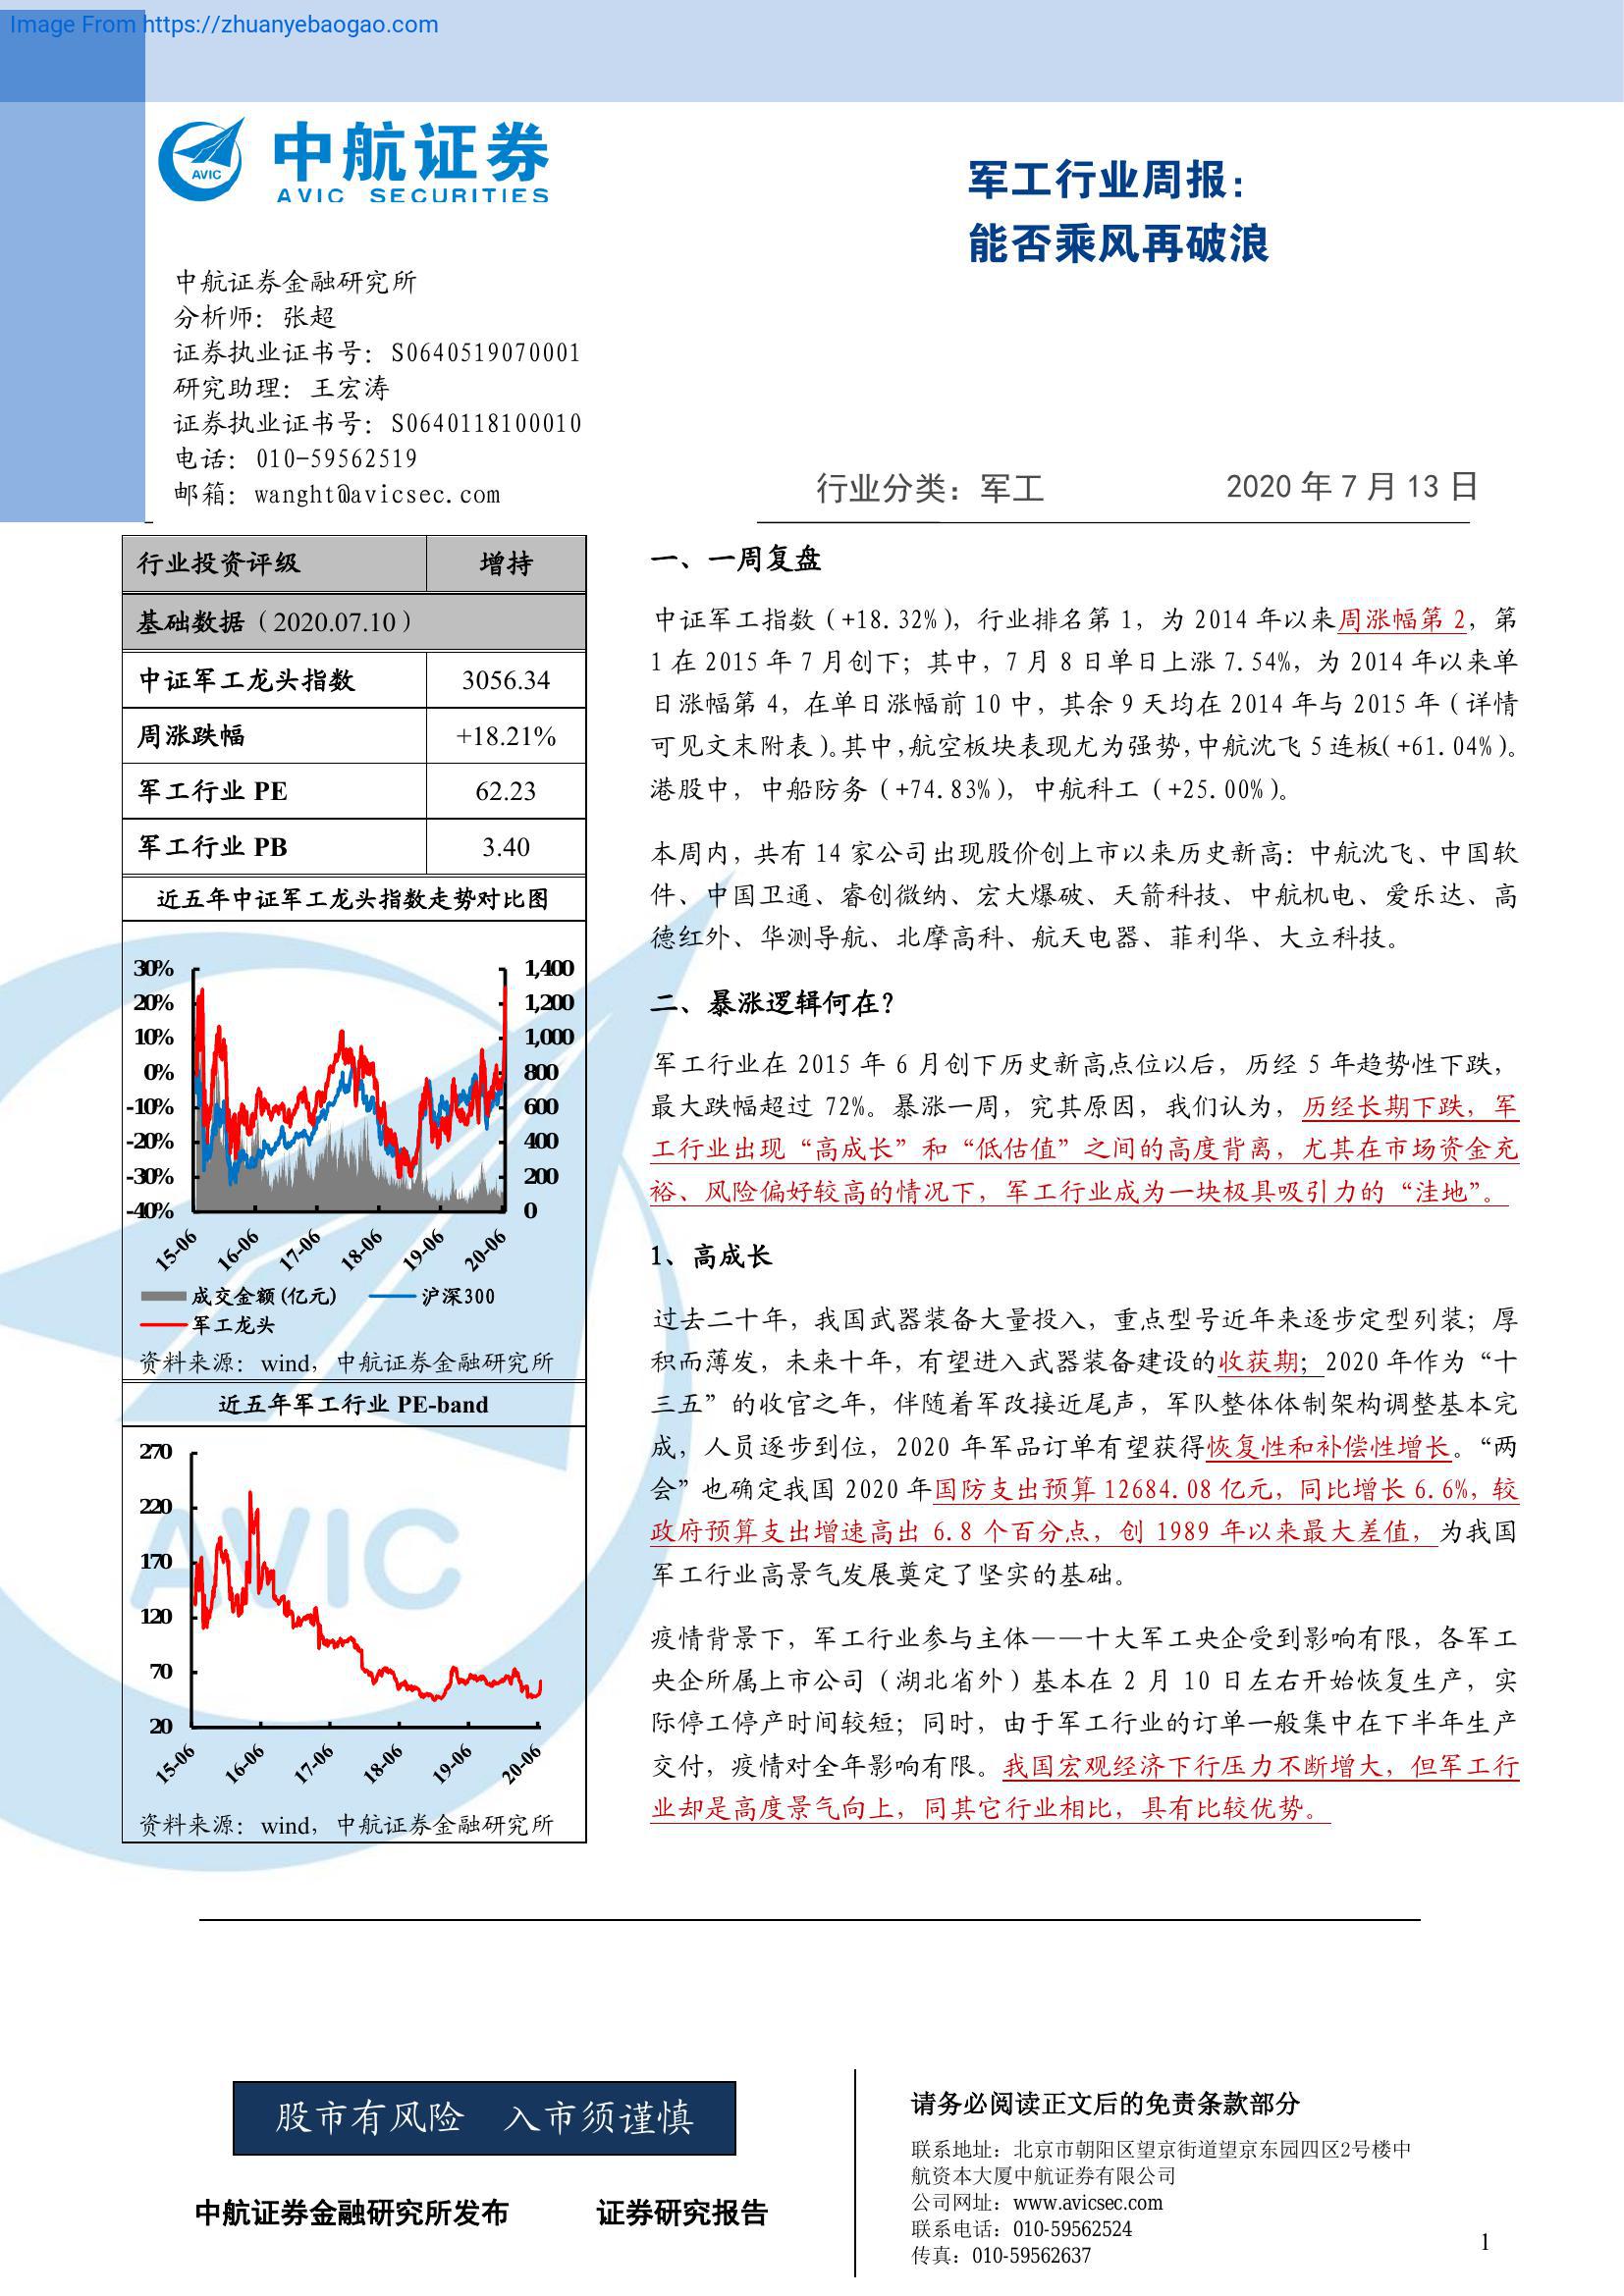 Image From https://zhuanyebaogao.com
AVIC
中航证券
AVIC SECURITIES
军工行业周报：
能否乘风再破浪
中航证券金融研究所
分析师：张超
证券执业证书号：S0640519070001
研究助理：王宏涛
证券执业证书号：S0640118100010
电话：010-59562519
邮箱：wanght@avicsec.com
行业分类：军工 2020 年 7 月 13 日
行业投资评级 增持
基础数据（2020.07.10）
中证军工龙头指数 3056.34
周涨跌幅 +18.21%
军工行业 PE 62.23
军工行业 PB 3.40
近五年中证军工龙头指数走势对比图
30% 1,400
20% 1,200
10% 1,000
0% 800
-10% 600
-20% 400
-30% 200
-40% 0
15-06 16-06 17-06 18-06 19-06 20-06
成交金额(亿元) 沪深300
军工龙头
资料来源：wind，中航证券金融研究所
近五年军工行业 PE-band
270
220
170
120
70
20
15-06 16-06 17-06 18-06 19-06 20-06
资料来源：wind，中航证券金融研究所
AVIC
一、一周复盘
中证军工指数（+18.32%），行业排名第 1，为 2014 年以来周涨幅第 2，第
1 在 2015 年 7 月创下；其中，7 月 8 日单日上涨 7.54%，为 2014 年以来单
日涨幅第 4，在单日涨幅前 10 中，其余 9 天均在 2014 年与 2015 年（详情
可见文末附表）。其中，航空板块表现尤为强势，中航沈飞 5 连板（+61.04%）。
港股中，中船防务（+74.83%），中航科工（+25.00%）。
本周内，共有 14 家公司出现股价创上市以来历史新高：中航沈飞、中国软
件、中国卫通、睿创微纳、宏大爆破、天箭科技、中航机电、爱乐达、高
德红外、华测导航、北摩高科、航天电器、菲利华、大立科技。
二、暴涨逻辑何在？
军工行业在 2015 年 6 月创下历史新高点位以后，历经 5 年趋势性下跌，
最大跌幅超过 72%。暴涨一周，究其原因，我们认为，历经长期下跌，军
工行业出现“高成长”和“低估值”之间的高度背离，尤其在市场资金充
裕、风险偏好较高的情况下，军工行业成为一块极具吸引力的“洼地”。
1、高成长
过去二十年，我国武器装备大量投入，重点型号近年来逐步定型列装；厚
积而薄发，未来十年，有望进入武器装备建设的收获期；2020 年作为“十
三五”的收官之年，伴随着军改接近尾声，军队整体体制架构调整基本完
成，人员逐步到位，2020 年军品订单有望获得恢复性和补偿性增长。“两
会”也确定我国 2020 年国防支出预算 12684.08 亿元，同比增长 6.6%，较
政府预算支出增速高出 6.8 个百分点，创 1989 年以来最大差值，为我国
军工行业高景气发展奠定了坚实的基础。
疫情背景下，军工行业参与主体——十大军工央企受到影响有限，各军工
央企所属上市公司（湖北省外）基本在 2 月 10 日左右开始恢复生产，实
际停工停产时间较短；同时，由于军工行业的订单一般集中在下半年生产
交付，疫情对全年影响有限。我国宏观经济下行压力不断增大，但军工行
业却是高度景气向上，同其它行业相比，具有比较优势。
股市有风险 入市须谨慎
中航证券金融研究所发布 证券研究报告
请务必阅读正文后的免责条款部分
联系地址：北京市朝阳区望京街道望京东园四区2号楼中
航资本大厦中航证券有限公司
公司网址：www.avicsec.com
联系电话：010-59562524
传真：010-59562637
1